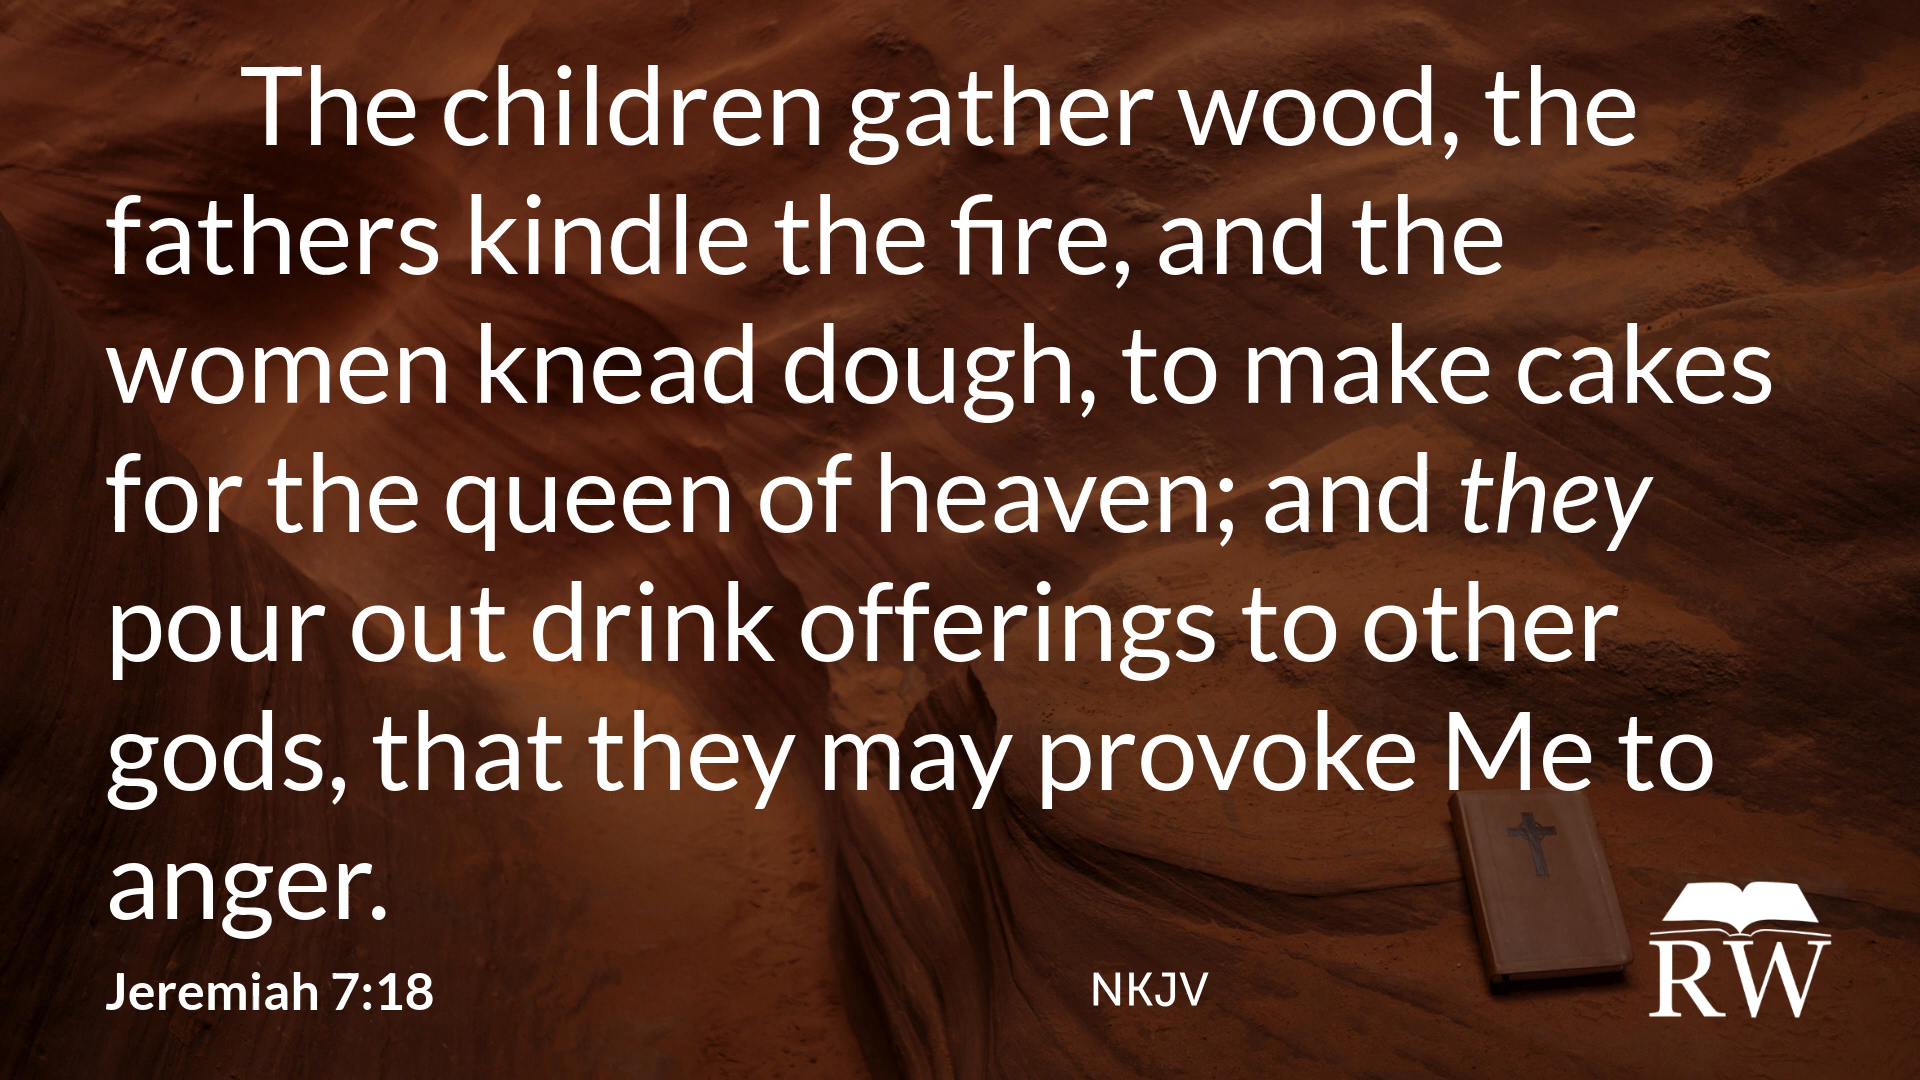 The children gather wood, the
fathers kindle the fire, and the
women knead dough, to make cakes
for the queen of heaven; and they
pour out drink offerings to other
gods, that they may provoke Me to
anger.
Jeremiah 7:18
NKJV
RW